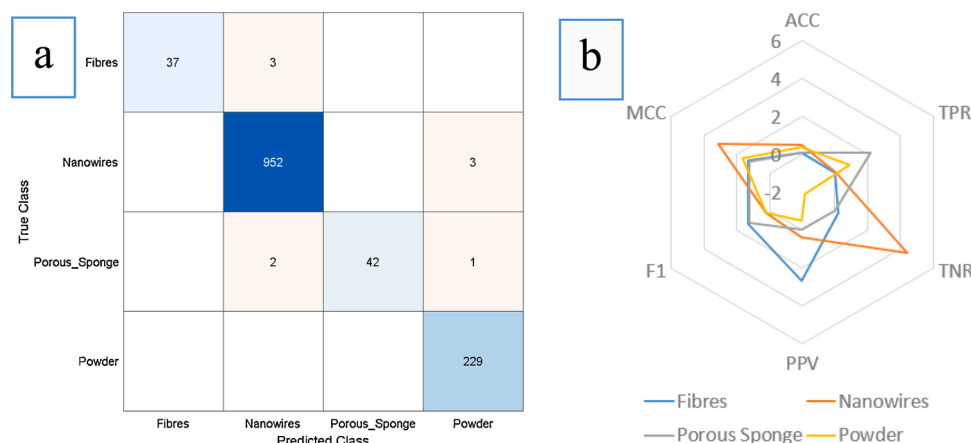 a
Fibres
37
3
Nanowires
952
3
Porous_Sponge
2
42
1
Powder
229
True Class
Fibres
Nanowires
Porous_Sponge
Powder
Predicted Class
b
ACC
6
4
2
0
-2
MCC
TPR
F1
TNR
PPV
Fibres
Nanowires
Porous Sponge
Powder